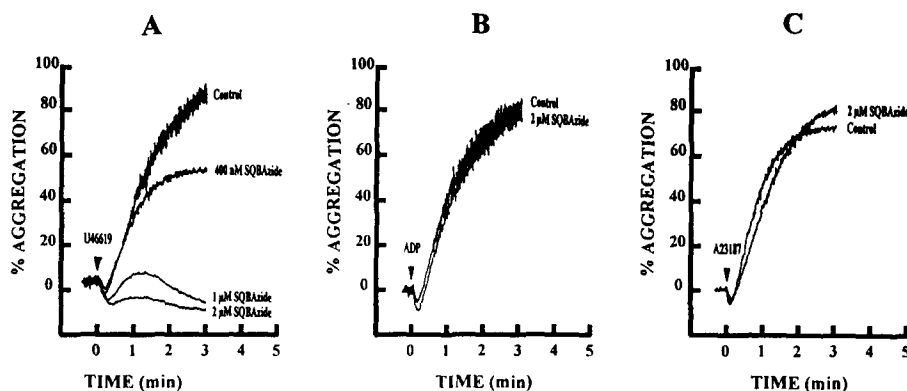 A
% AGGREGATION
100
80
60
40
20
0
U46619
Control
400 nM SQBAzide
1 µM SQBAzide
2 µM SQBAzide
0 1 2 3 4 5
TIME (min)
B
% AGGREGATION
100
80
60
40
20
0
ADP
Control
2 µM SQBAzide
0 1 2 3 4 5
TIME (min)
C
% AGGREGATION
100
80
60
40
20
0
A23187
2 µM SQBAzide
Control
0 1 2 3 4 5
TIME (min)